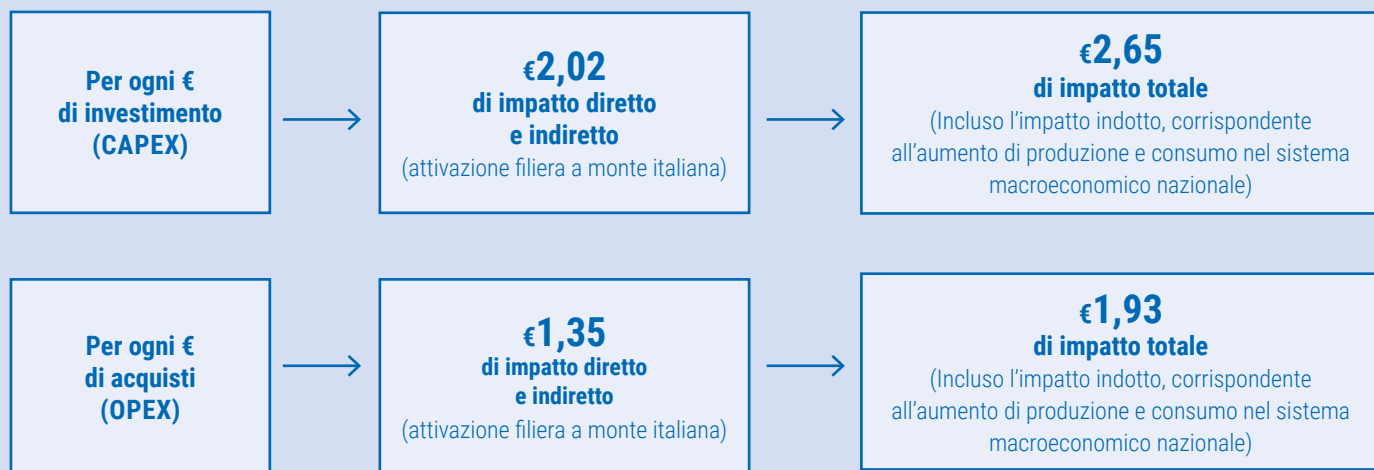 Per ogni €
di investimento
(CAPEX)
€2,02
di impatto diretto
e indiretto
(attivazione filiera a monte italiana)
€2,65
di impatto totale
(Incluso l'impatto indotto, corrispondente
all'aumento di produzione e consumo nel sistema
macroeconomico nazionale)
Per ogni €
di acquisti
(OPEX)
€1,35
di impatto diretto
e indiretto
(attivazione filiera a monte italiana)
€1,93
di impatto totale
(Incluso l'impatto indotto, corrispondente
all'aumento di produzione e consumo nel sistema
macroeconomico nazionale)